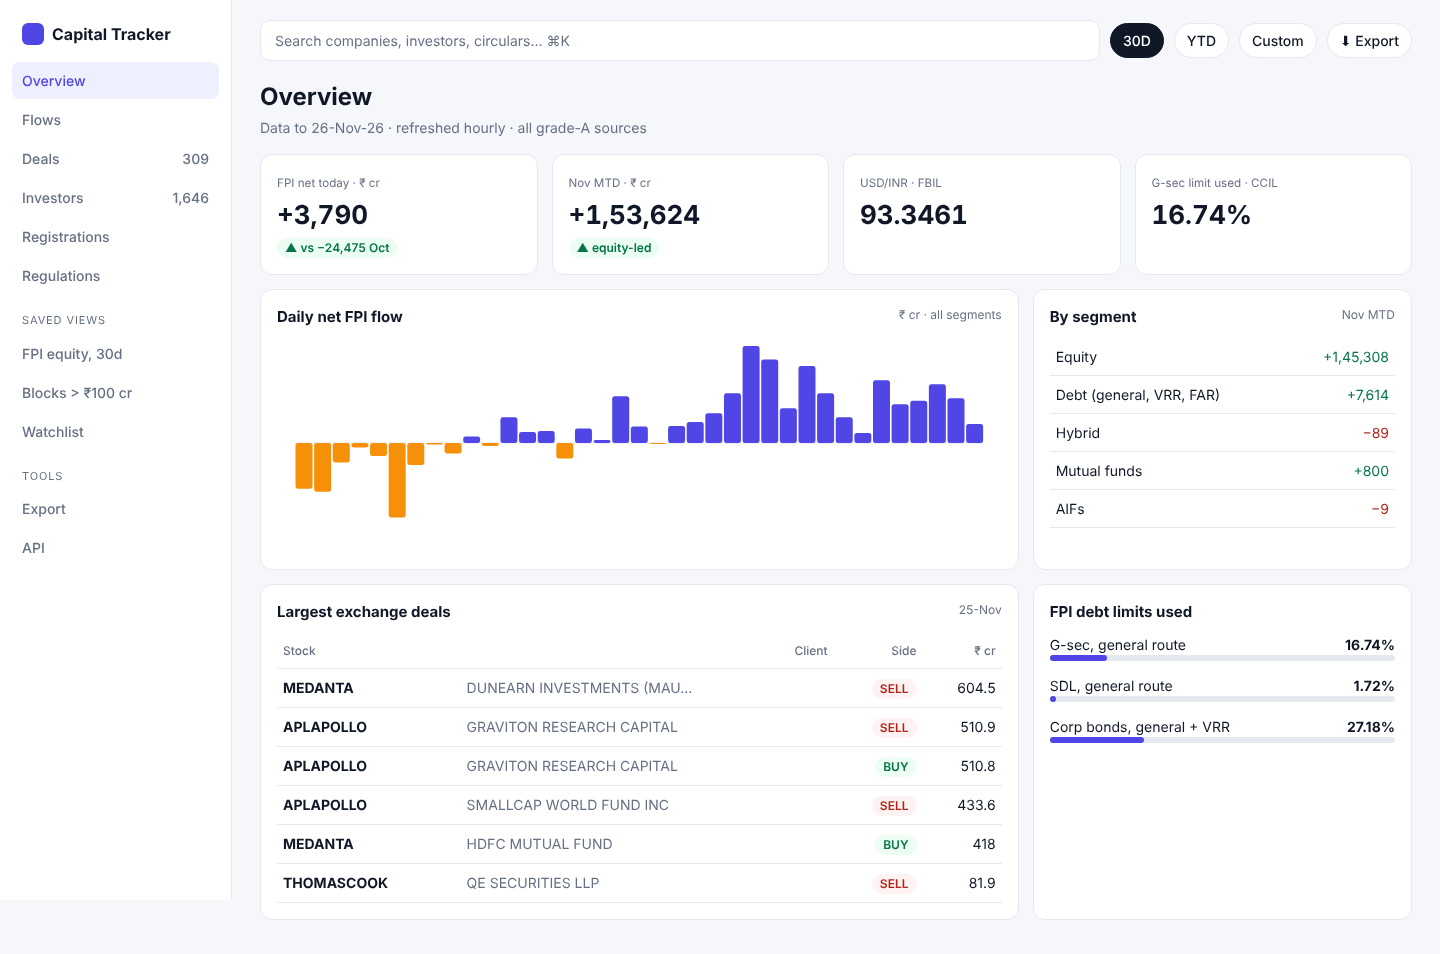 Capital Tracker
Overview
Flows
Deals 309
Investors 1,646
Registrations
Regulations
SAVED VIEWS
FPI equity, 30d
Blocks > ₹100 cr
Watchlist
TOOLS
Export
API
Search companies, investors, circulars… ⌘K
30D
YTD
Custom
⬇ Export
Overview
Data to 26-Nov-26 · refreshed hourly · all grade-A sources
FPI net today · ₹ cr
+3,790
▲ vs −24,475 Oct
Nov MTD · ₹ cr
+1,53,624
▲ equity-led
USD/INR · FBIL
93.3461
G-sec limit used · CCIL
16.74%
Daily net FPI flow ₹ cr · all segments
By segment Nov MTD
Equity +1,45,308
Debt (general, VRR, FAR) +7,614
Hybrid −89
Mutual funds +800
AIFs −9
Largest exchange deals 25-Nov
Stock Client Side ₹ cr
MEDANTA DUNEARN INVESTMENTS (MAU… SELL 604.5
APLAPOLLO GRAVITON RESEARCH CAPITAL SELL 510.9
APLAPOLLO GRAVITON RESEARCH CAPITAL BUY 510.8
APLAPOLLO SMALLCAP WORLD FUND INC SELL 433.6
MEDANTA HDFC MUTUAL FUND BUY 418
THOMASCOOK QE SECURITIES LLP SELL 81.9
FPI debt limits used
G-sec, general route 16.74%
SDL, general route 1.72%
Corp bonds, general + VRR 27.18%